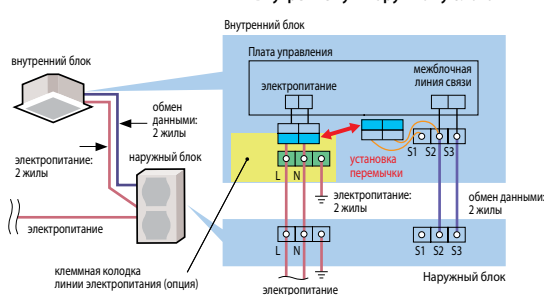 Внутренний блок
Плата управления
внутренний блок
электропитание
межблочная
линия связи
обмен
данными:
2 жилы
S1 S2 S3
электропитание:
2 жилы
наружный блок
L N
установка
перемычки
электропитание:
2 жилы
обмен данными:
2 жилы
электропитание
L N
S1 S2 S3
клеммная колодка
линии электропитания (опция)
Наружный блок
электропитание